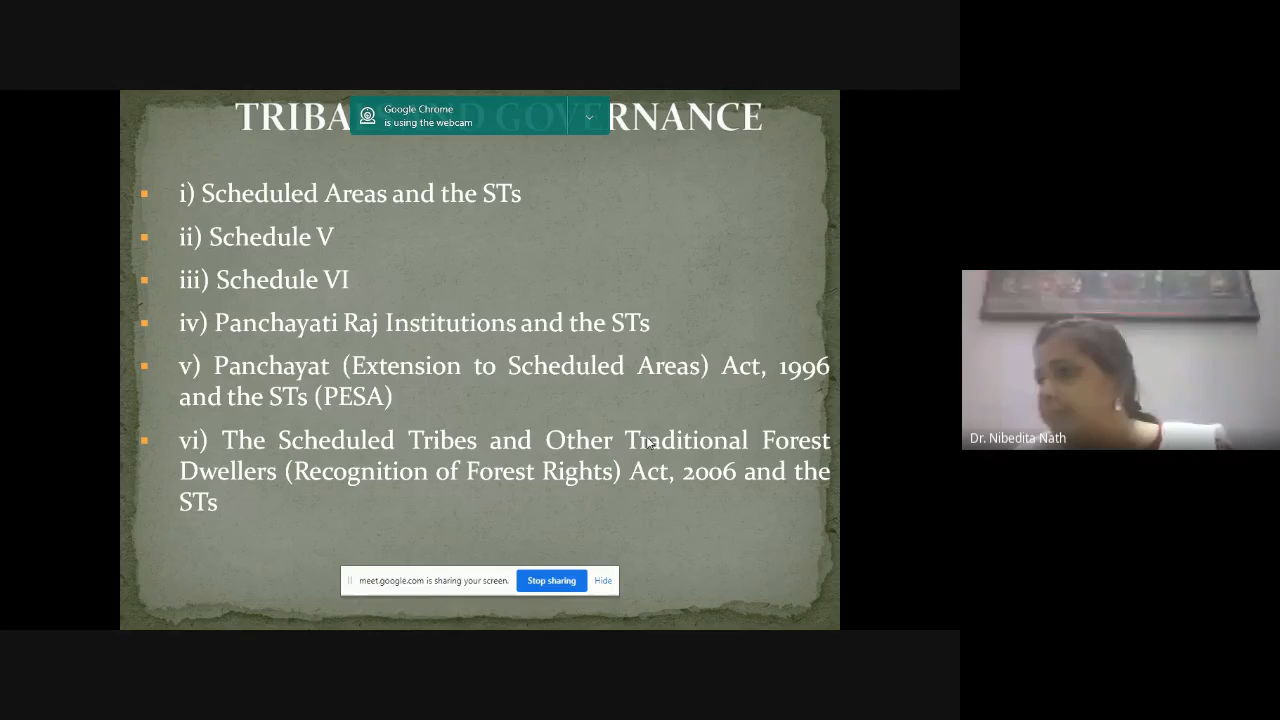 TRIBA
RNANCE
Google Chrome
is using the webcam
i) Scheduled Areas and the STs
ii) Schedule V
iii) Schedule VI
iv) Panchayati Raj Institutions and the STs
v) Panchayat (Extension to Scheduled Areas) Act, 1996
and the STs (PESA)
vi) The Scheduled Tribes and Other Traditional Forest
Dwellers (Recognition of Forest Rights) Act, 2006 and the
STs
meet.google.com is sharing your screen.
Stop sharing
Hide
Dr. Nibedita Nath